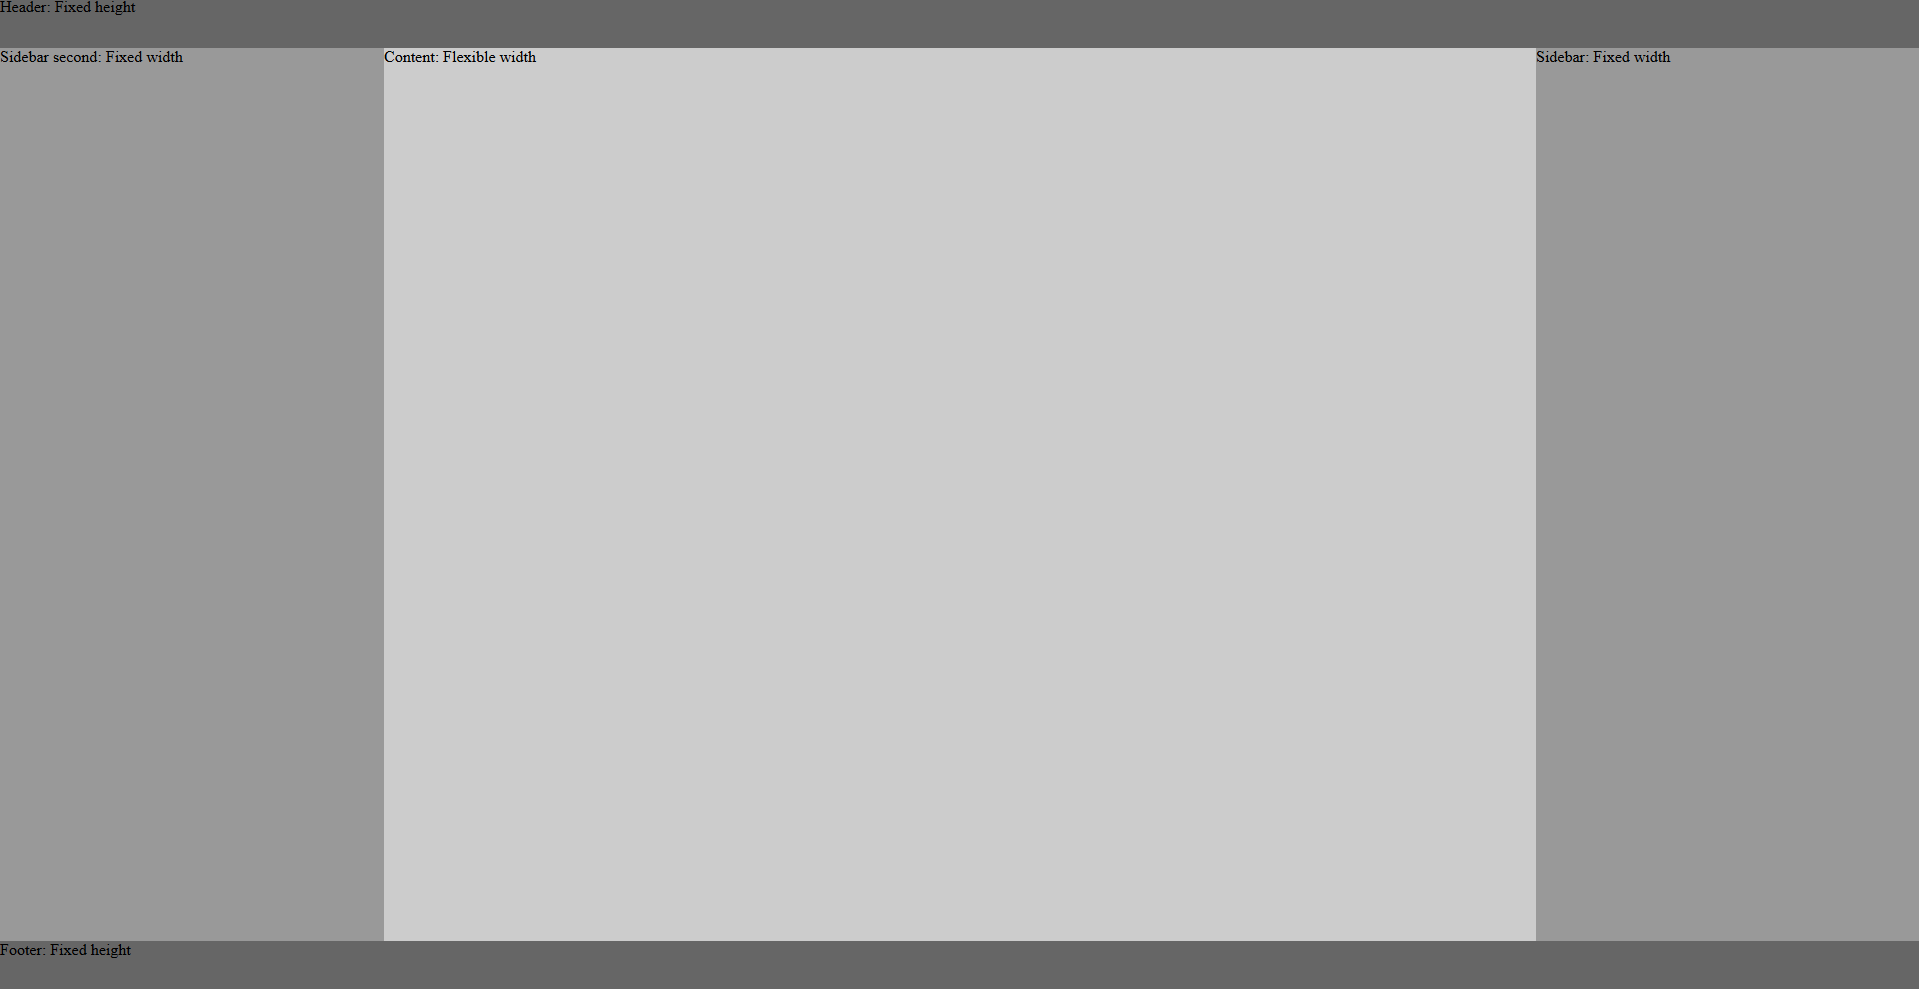 Header: Fixed height
Sidebar second: Fixed width
Content: Flexible width
Sidebar: Fixed width
Footer: Fixed height